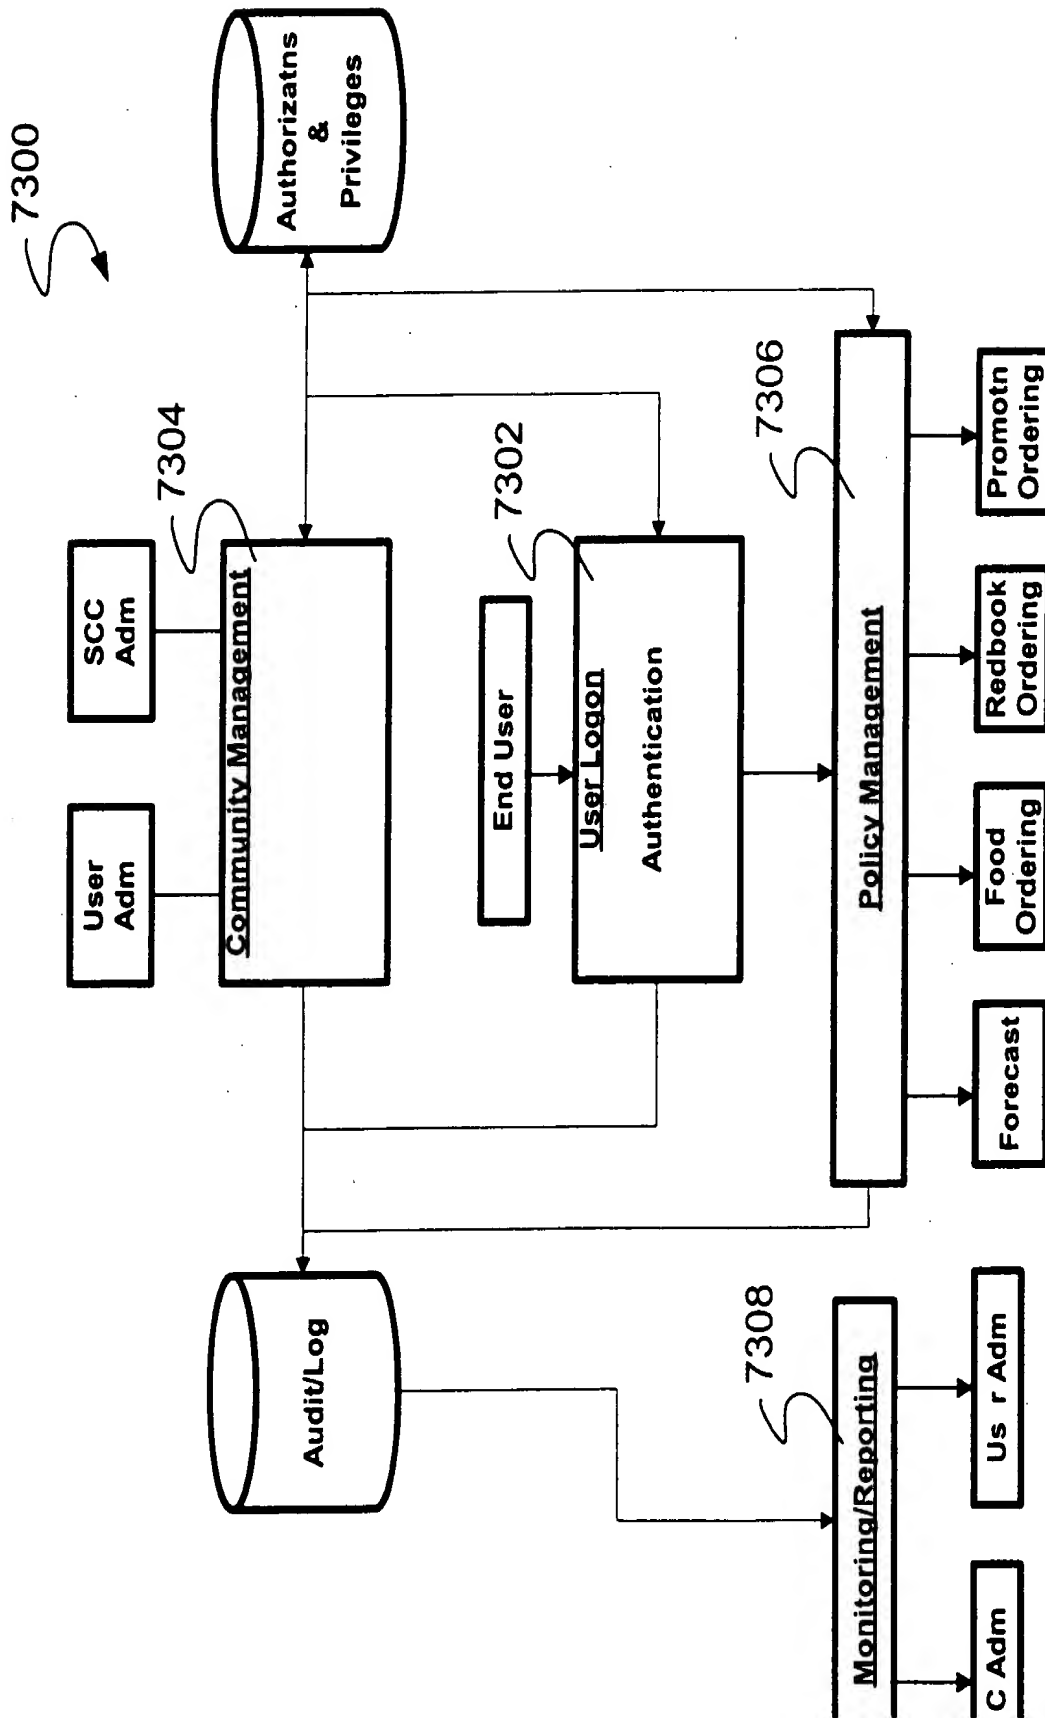 7300
User
Adm
SCC
Adm
7304
Community Management
Authorizatns
&
Privileges
Audit/Log
End User
7302
User Logon
Authentication
7306
Policy Management
7308
Monitoring/Reporting
C Adm
Us r Adm
Forecast
Food
Ordering
Redbook
Ordering
Promotn
Ordering